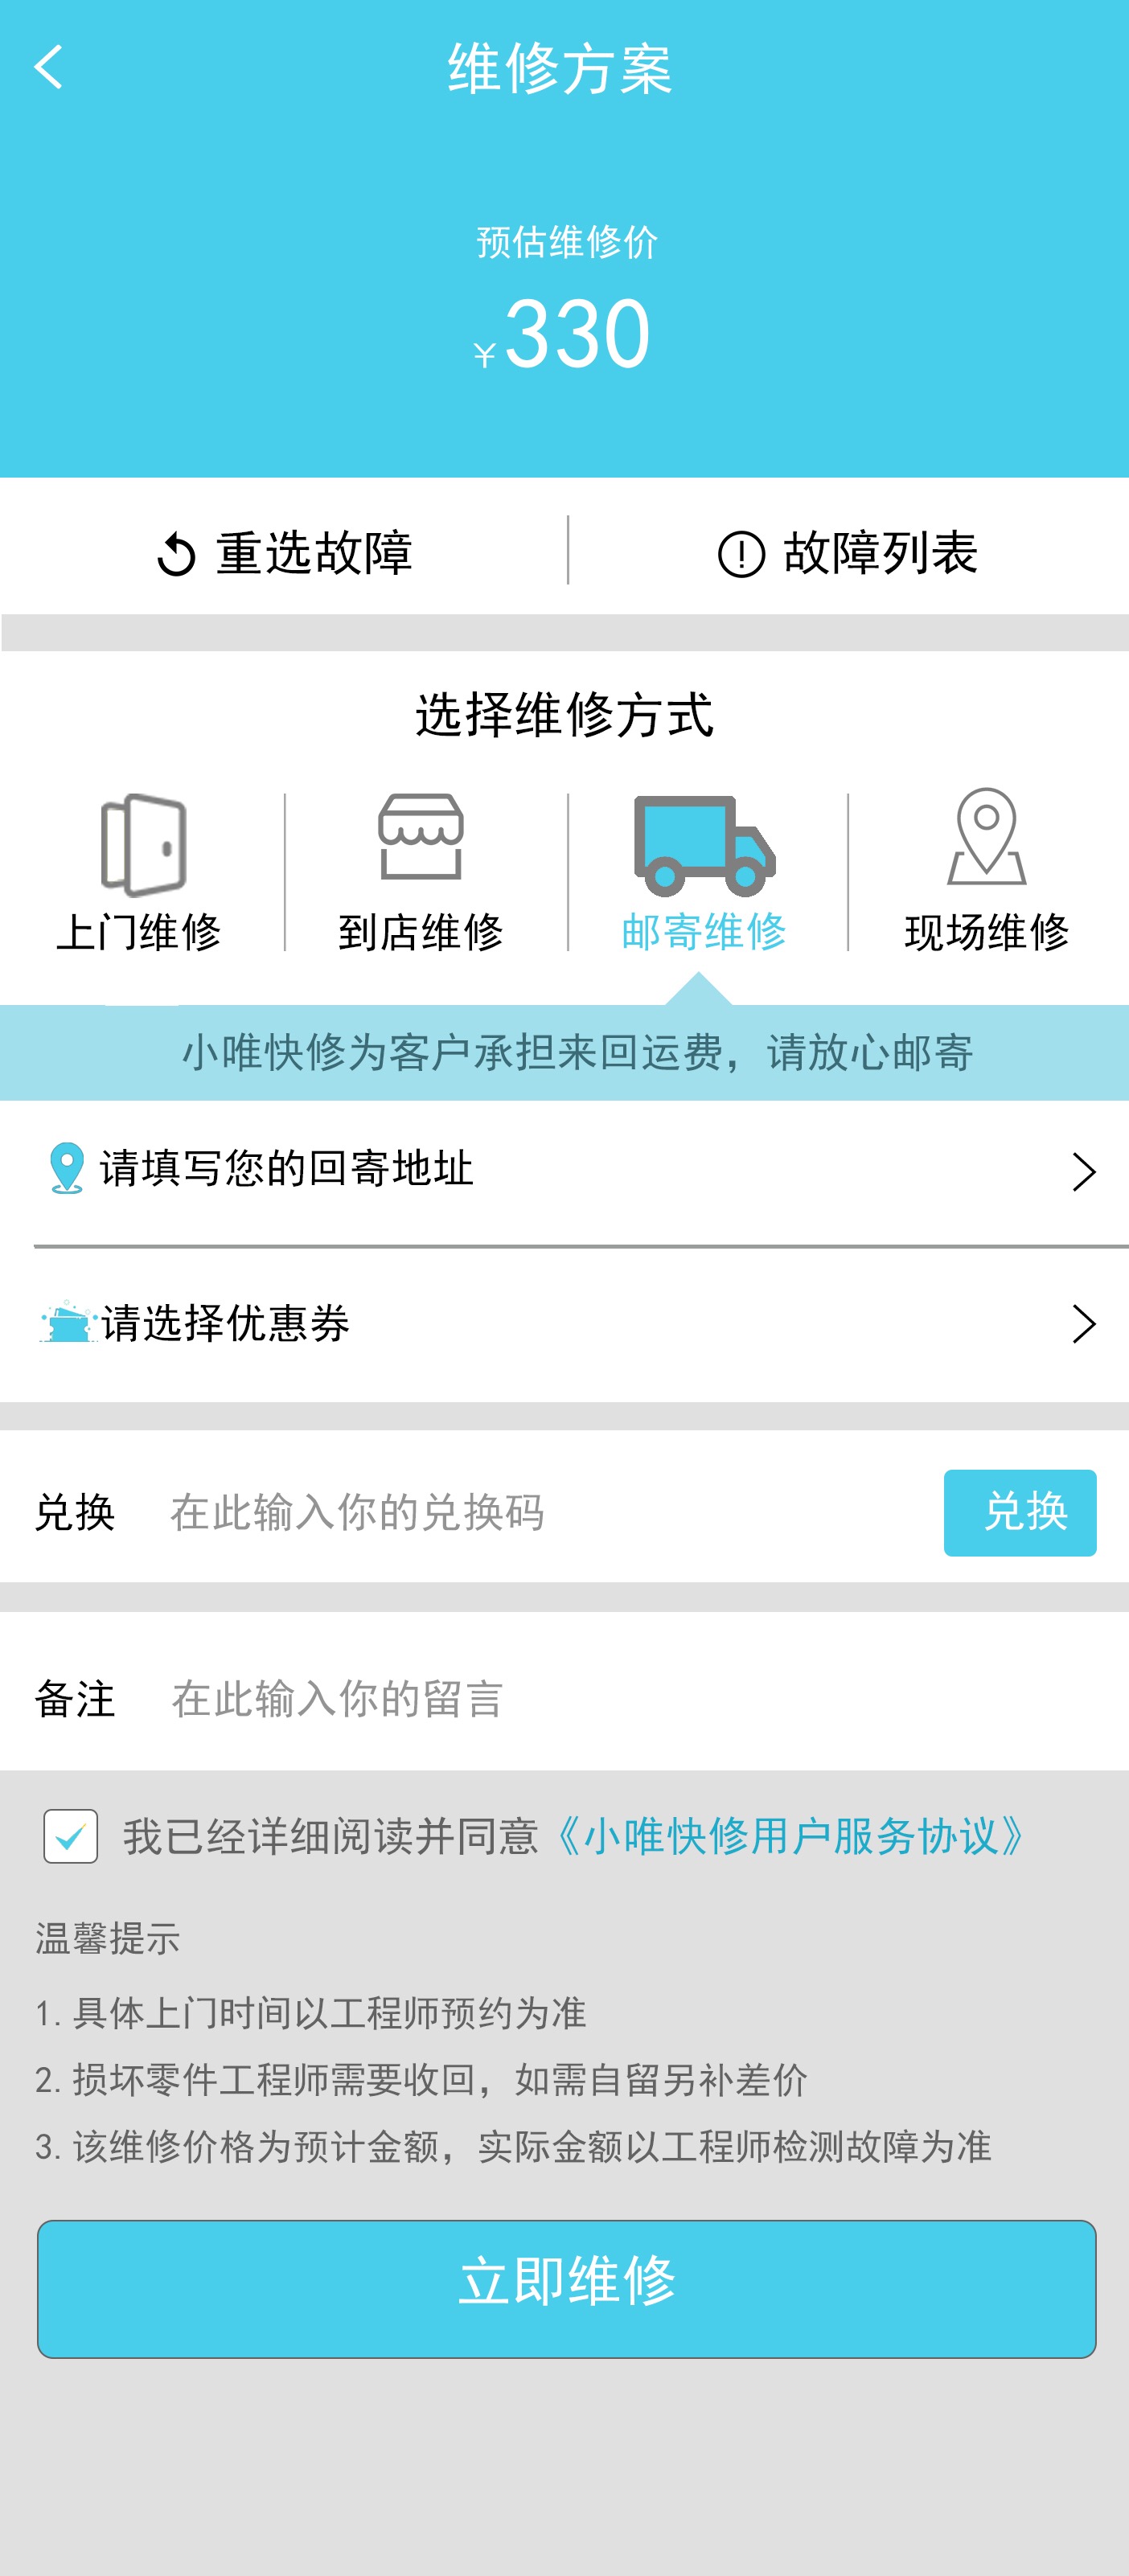 维修方案
预估维修价
¥330
重选故障
故障列表
选择维修方式
上门维修
到店维修
邮寄维修
现场维修
小唯快修为客户承担来回运费，请放心邮寄
请填写您的回寄地址
请选择优惠券
兑换 在此输入你的兑换码 兑换
备注 在此输入你的留言
我已经详细阅读并同意《小唯快修用户服务协议》
温馨提示
1.具体上门时间以工程师预约为准
2.损坏零件工程师需要收回，如需自留另补差价
3.该维修价格为预计金额，实际金额以工程师检测故障为准
立即维修